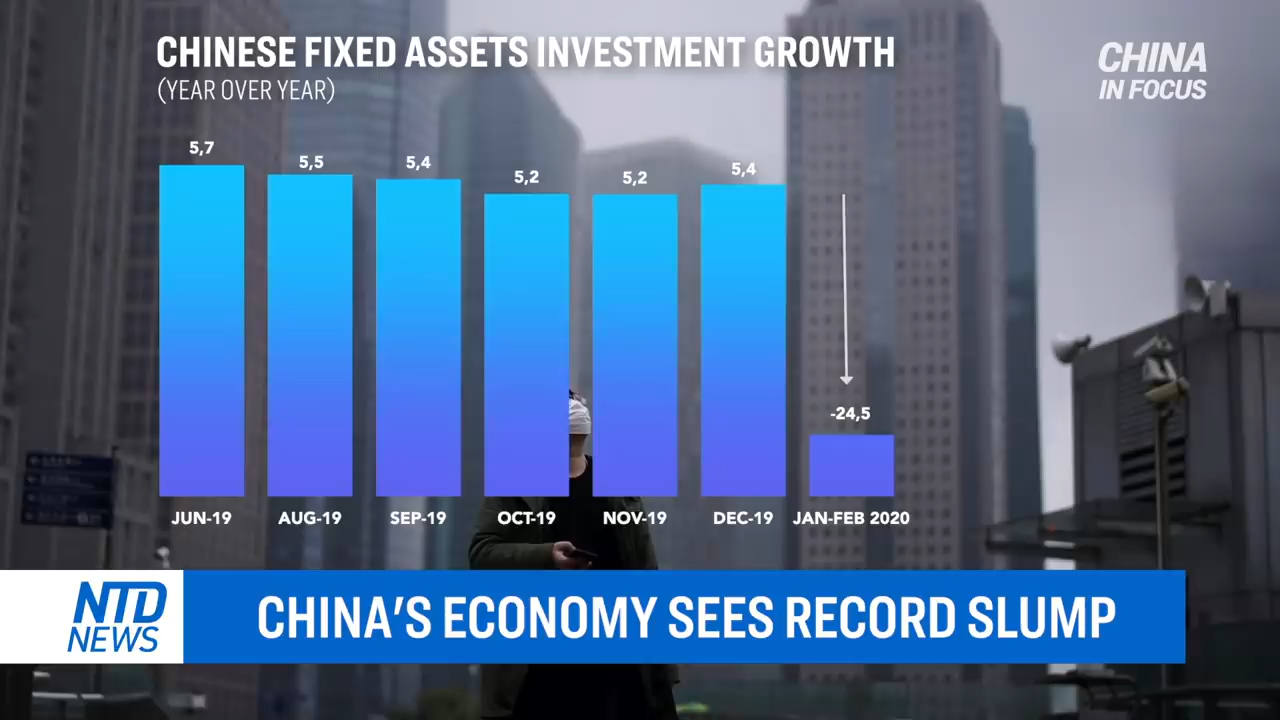 CHINESE FIXED ASSETS INVESTMENT GROWTH
(YEAR OVER YEAR)
CHINA
IN FOCUS
5,7
5,5
5,4
5,2
5,2
5,4
-24,5
JUN-19
AUG-19
SEP-19
OCT-19
NOV-19
DEC-19
JAN-FEB 2020
NTD
NEWS
CHINA'S ECONOMY SEES RECORD SLUMP